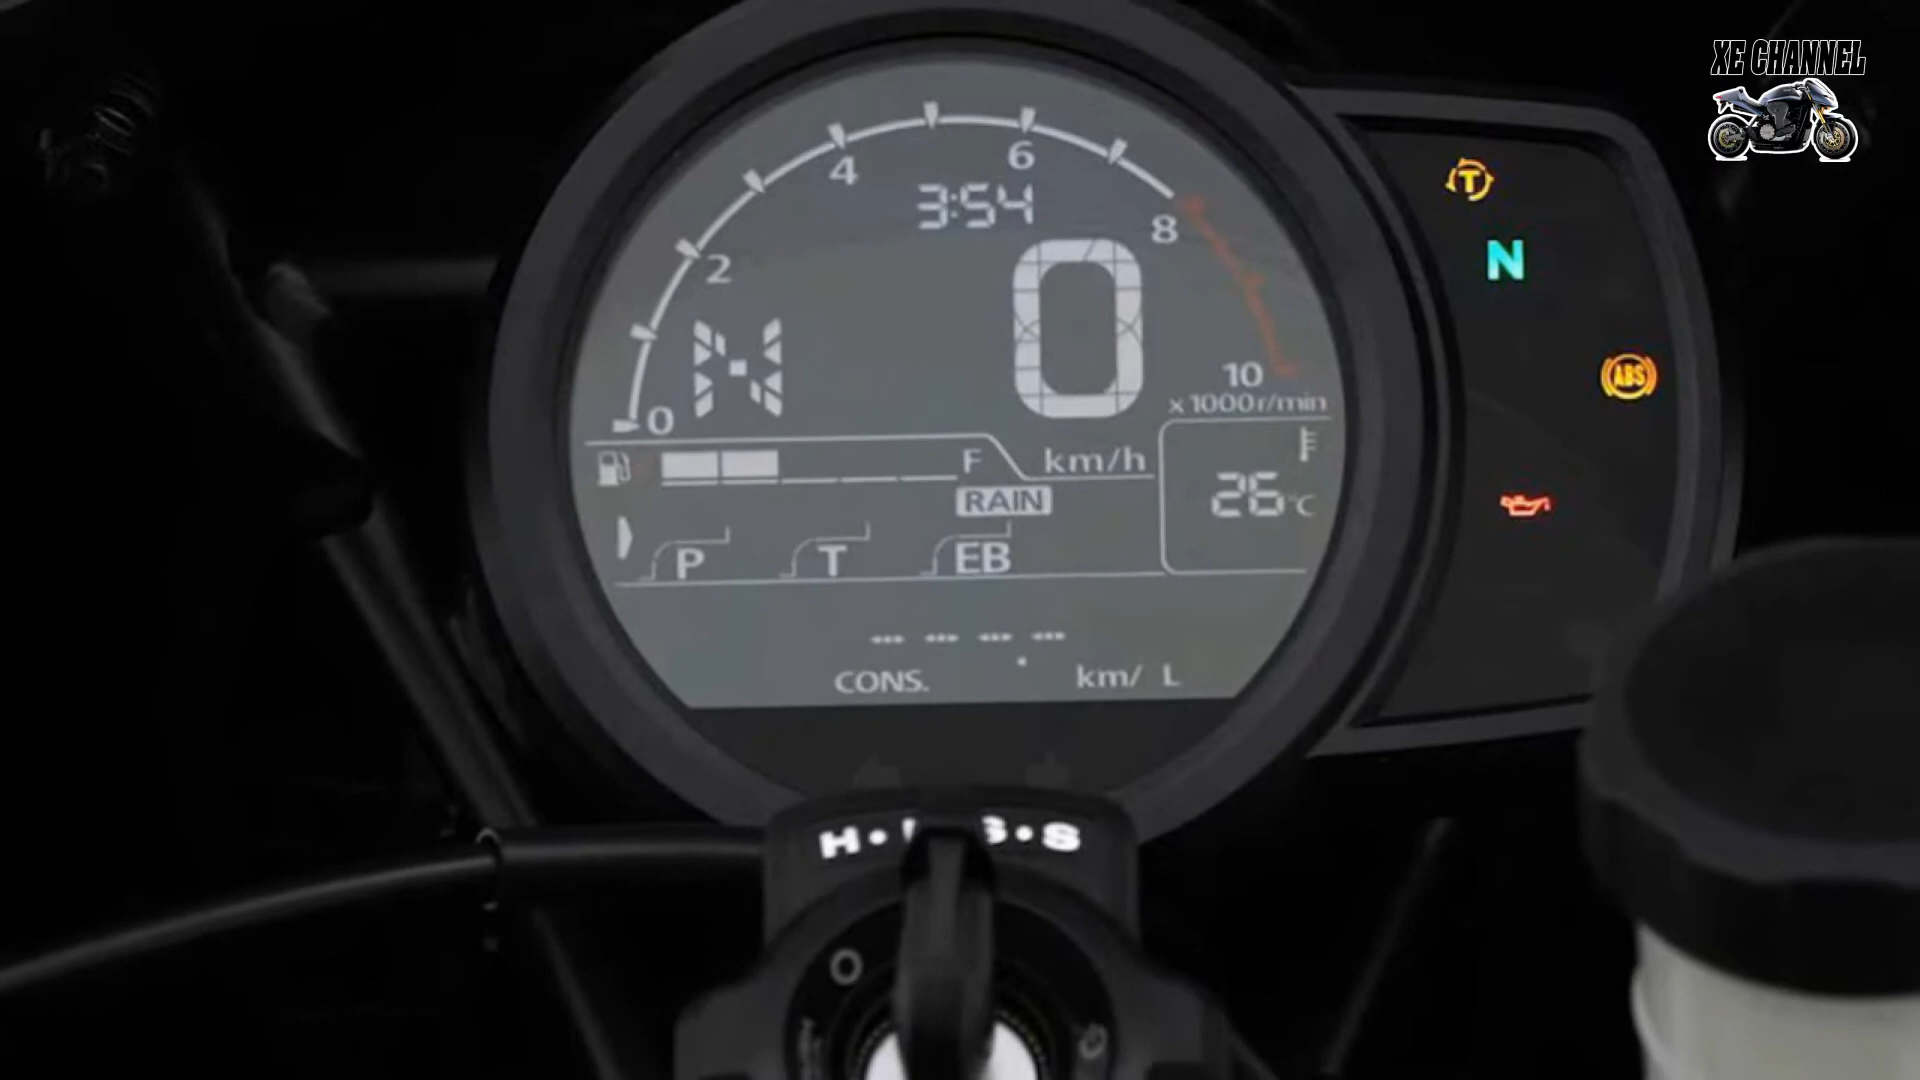 XE CHANNEL
4
6
3:54
8
2
N
0
0
10
x1000r/min
F
km/h
RAIN
26°C
P
T
EB
CONS.
km/ L
T
N
ABS
H•
S•S